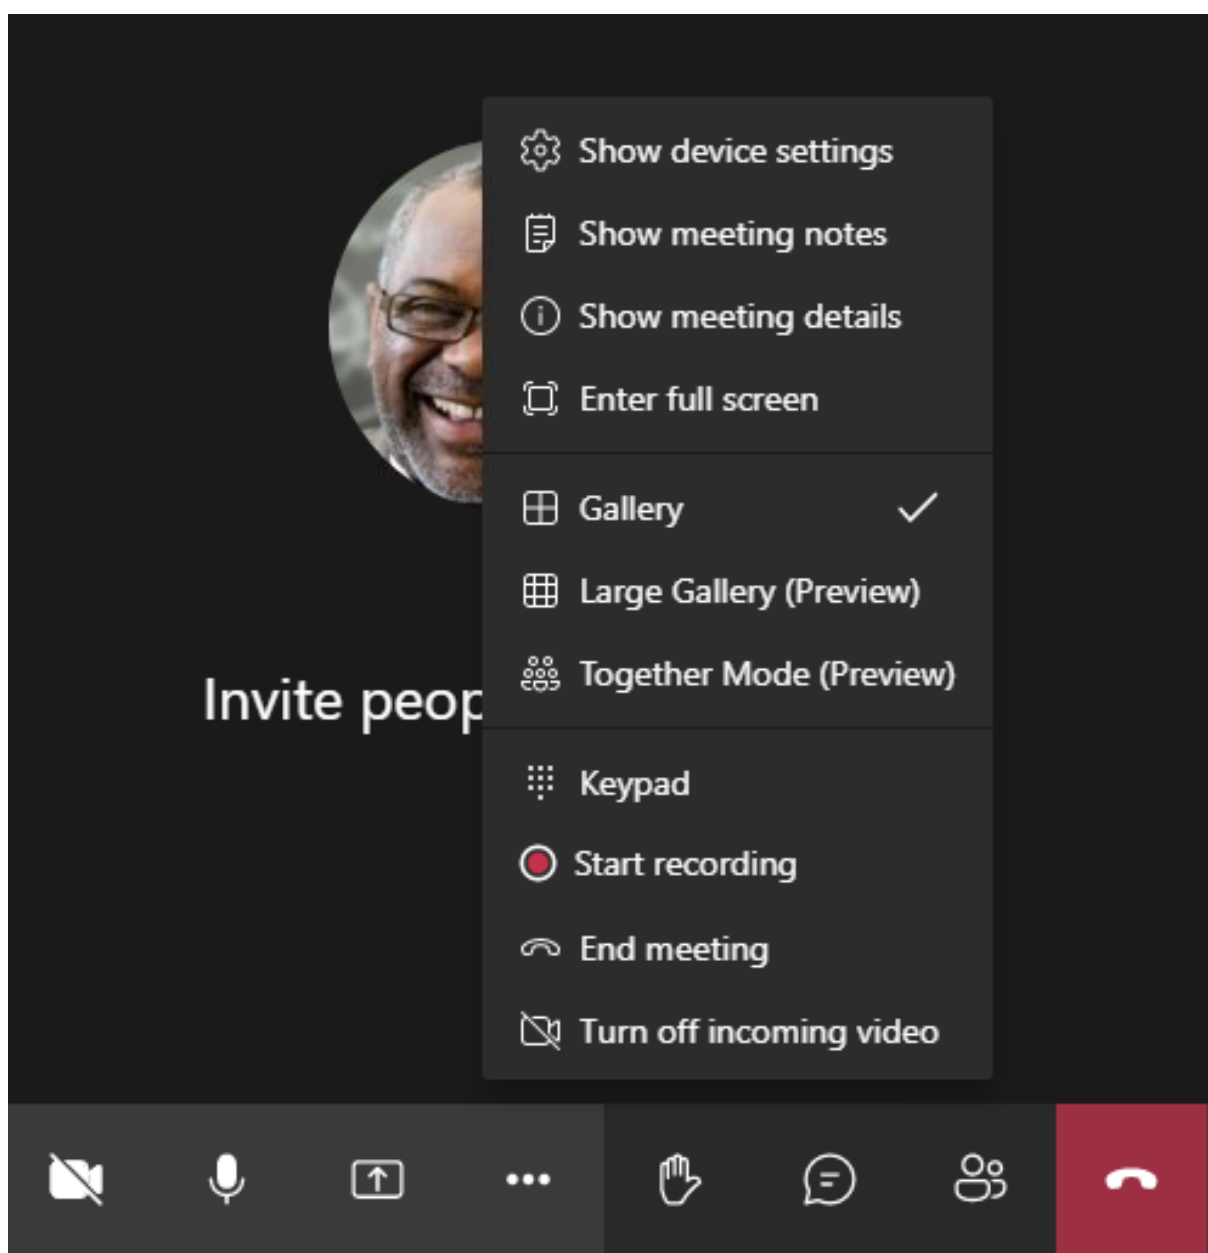 Show device settings
Show meeting notes
Show meeting details
Enter full screen
Gallery
Large Gallery (Preview)
Together Mode (Preview)
Invite
Keypad
Start recording
End meeting
Turn off incoming video